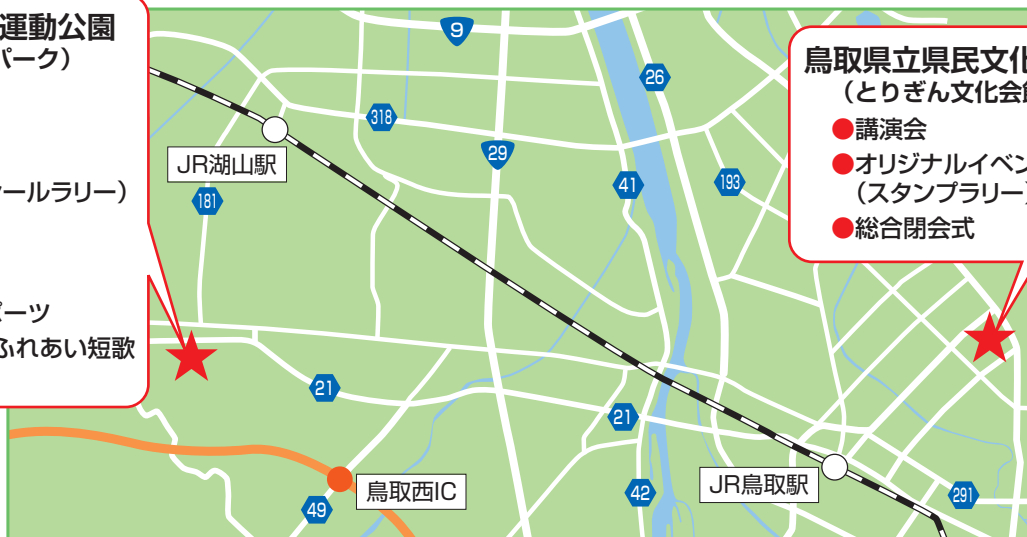 運動公園
パーク）
ールラリー）
ポーツ
ふれあい短歌
鳥取県立県民文化
（とりぎん文化会館
●講演会
●オリジナルイベン
（スタンプラリー）
●総合閉会式
9
26
318
29
JR湖山駅
41
193
181
21
21
鳥取西IC
JR鳥取駅
42
291
49